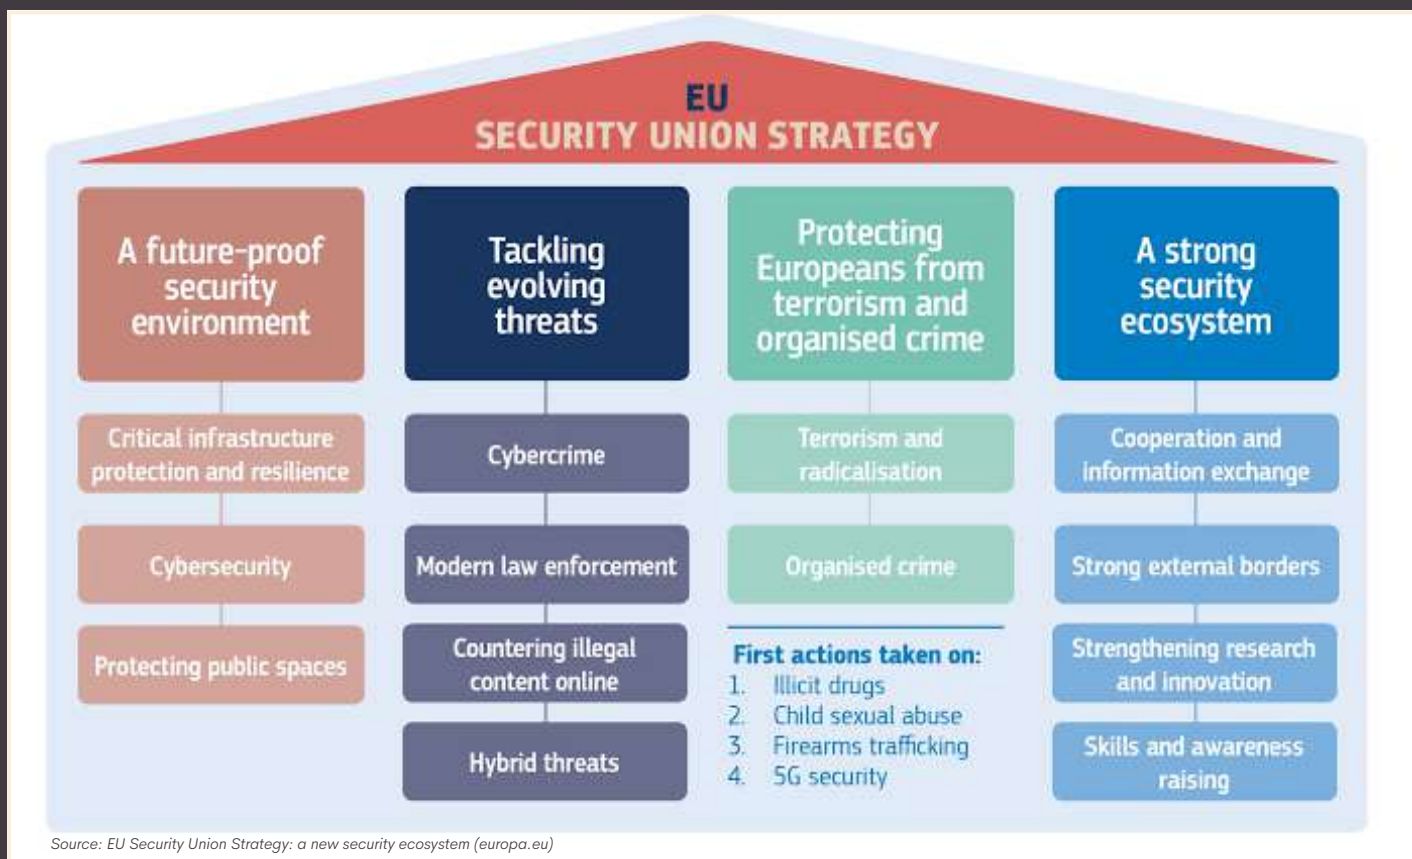 EU
SECURITY UNION STRATEGY
A future-proof
security
environment
Critical infrastructure
protection and resilience
Cybersecurity
Protecting public spaces
Tackling
evolving
threats
Cybercrime
Modern law enforcement
Countering illegal
content online
Hybrid threats
Protecting
Europeans from
terrorism and
organised crime
Terrorism and
radicalisation
Organised crime
First actions taken on:
1. Illicit drugs
2. Child sexual abuse
3. Firearms trafficking
4. 5G security
A strong
security
ecosystem
Cooperation and
information exchange
Strong external borders
Strengthening research
and innovation
Skills and awareness
raising
Source: EU Security Union Strategy: a new security ecosystem (europa.eu)